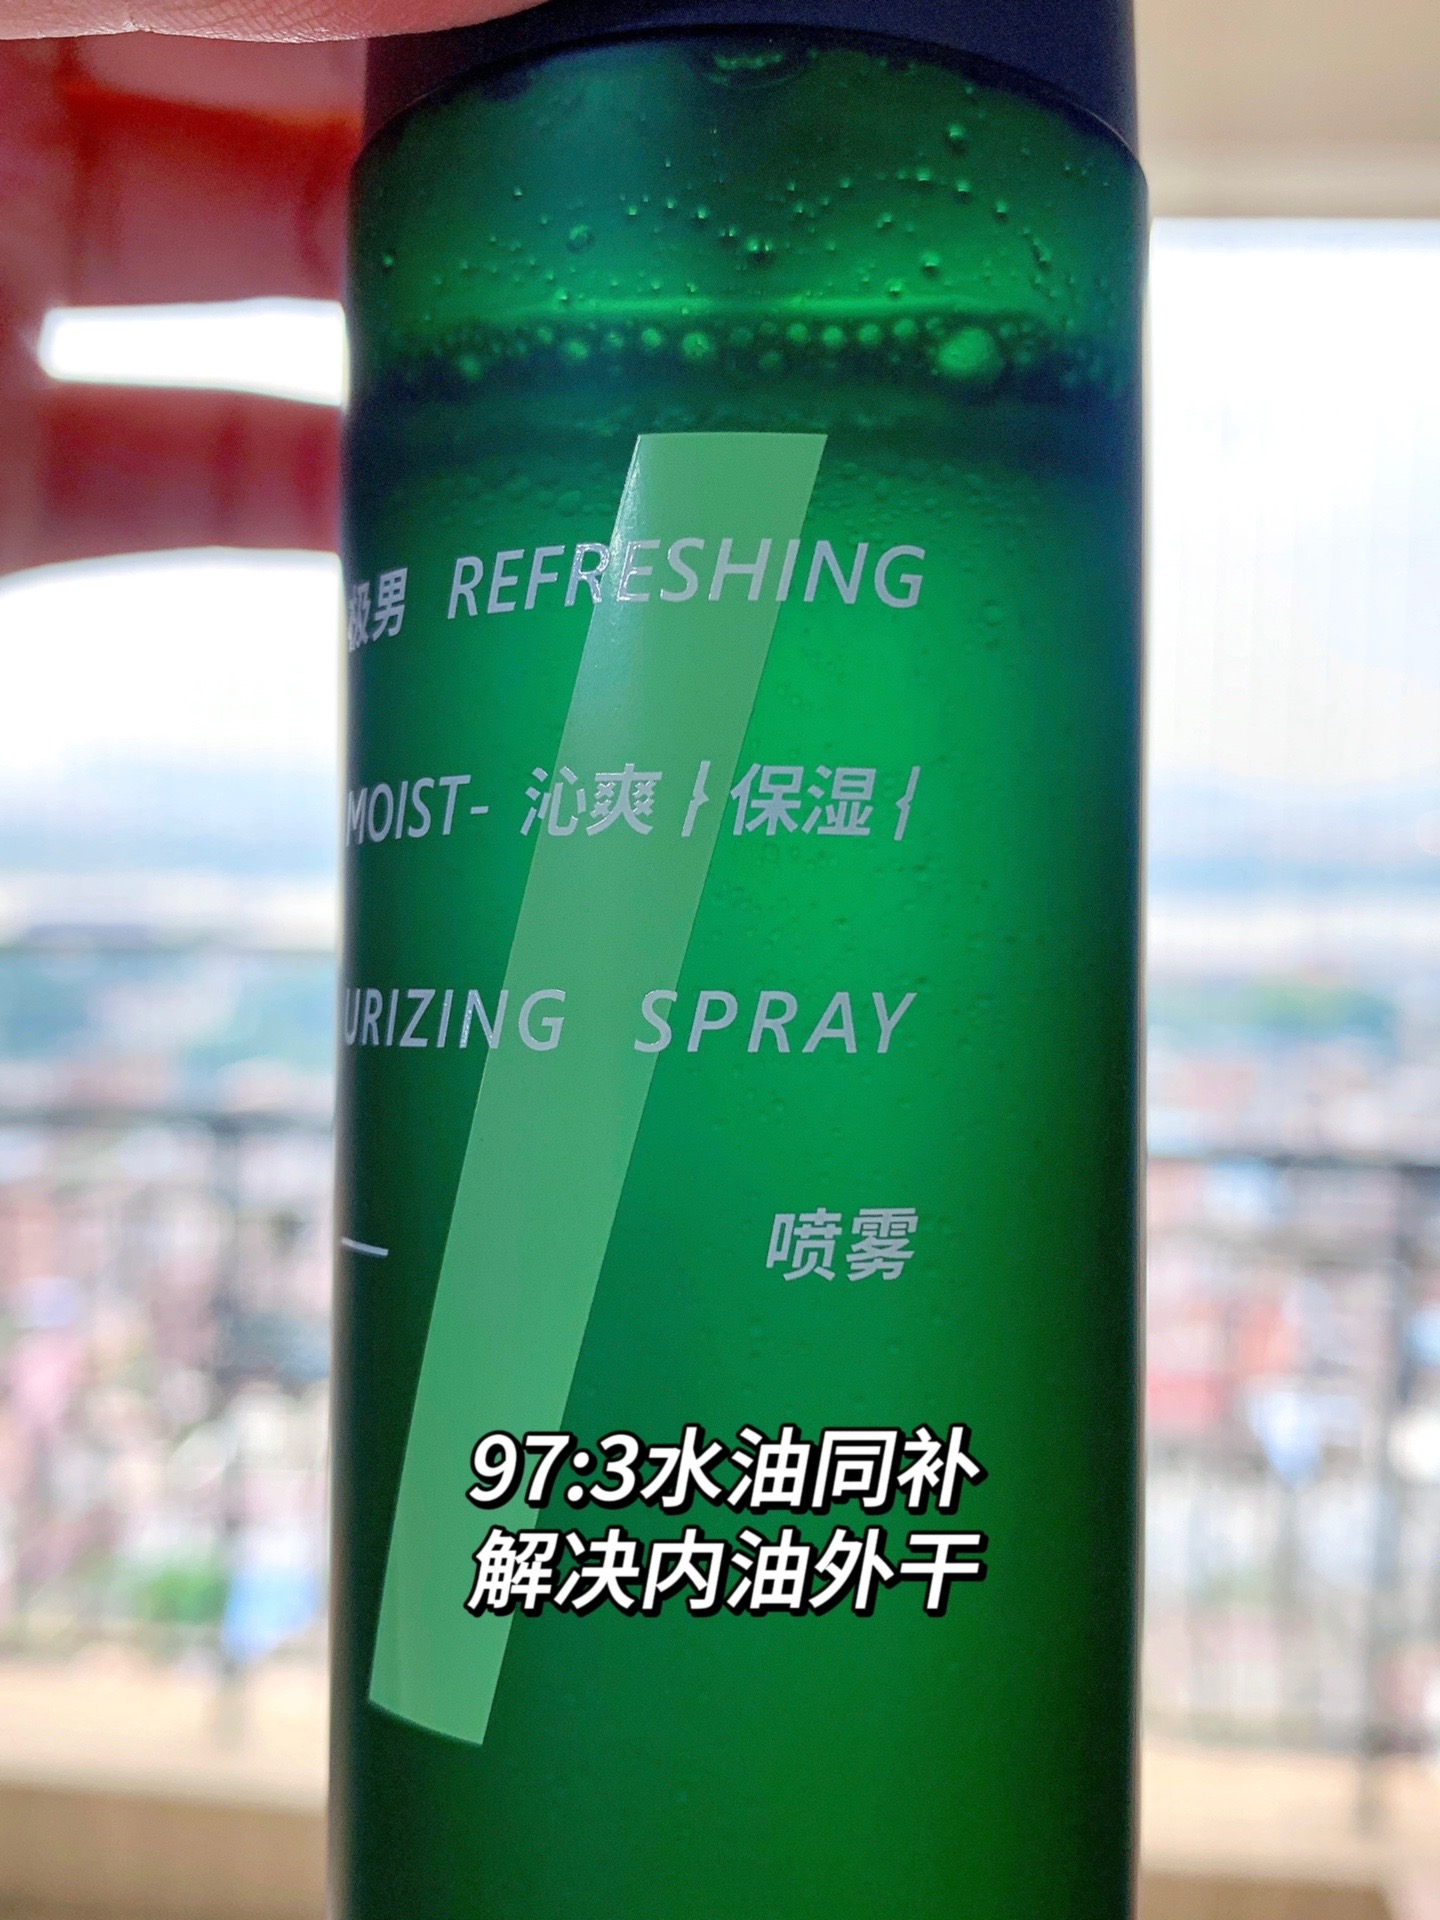 极男 REFRESHING
MOIST- 沁爽 保湿
URIZING SPRAY
喷雾
97:3水油同补
解决内油外干